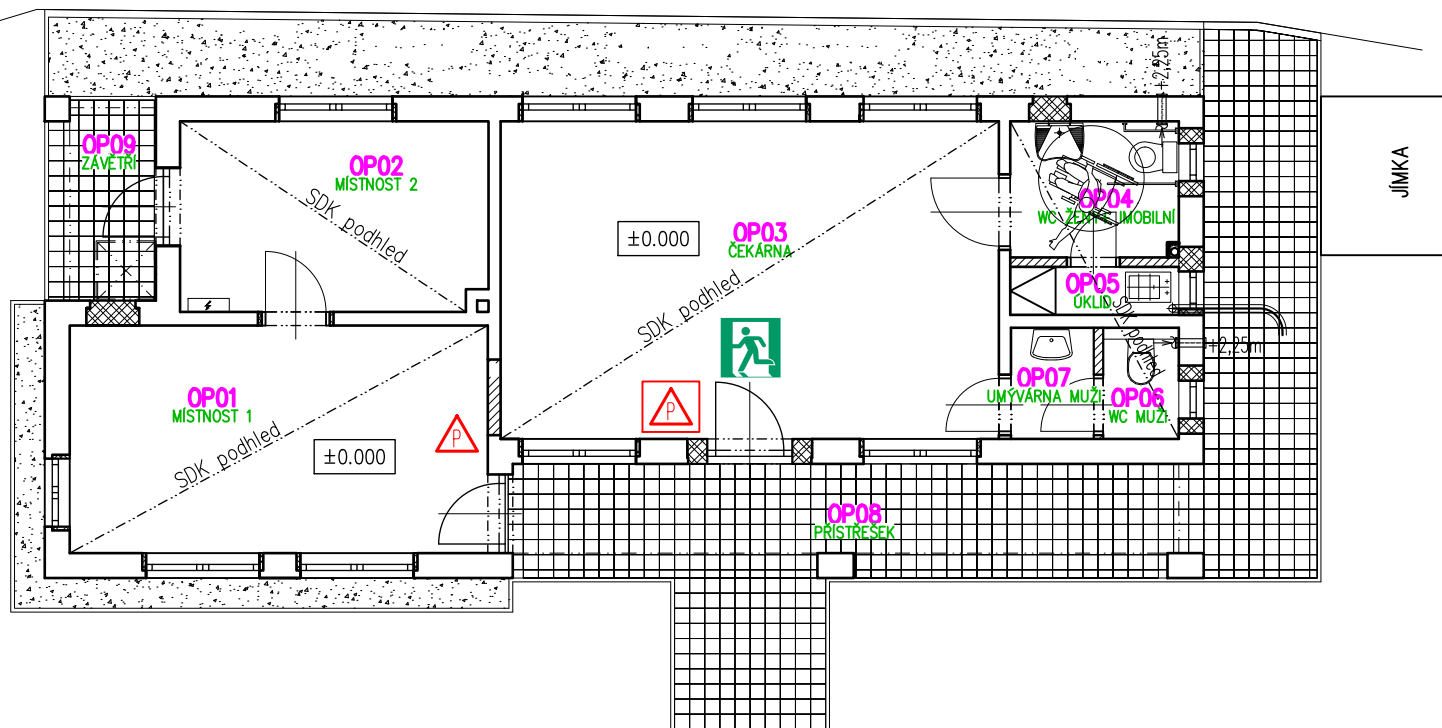 +2,25m
OP09
ZÁVĚTŘÍ
OP02
MÍSTNOST 2
SDK podhled
±0.000
OP03
ČEKÁRNA
SDK podhled
OP04
WC ŽENY IMOBILNÍ
JÍMKA
OP05
ÚKLID
SDK podhled
+2,25m
OP01
MÍSTNOST 1
SDK podhled
±0.000
P
P
OP07
UMÝVÁRNA MUŽI
OP06
WC MUŽI
OP08
PŘÍSTŘEŠEK